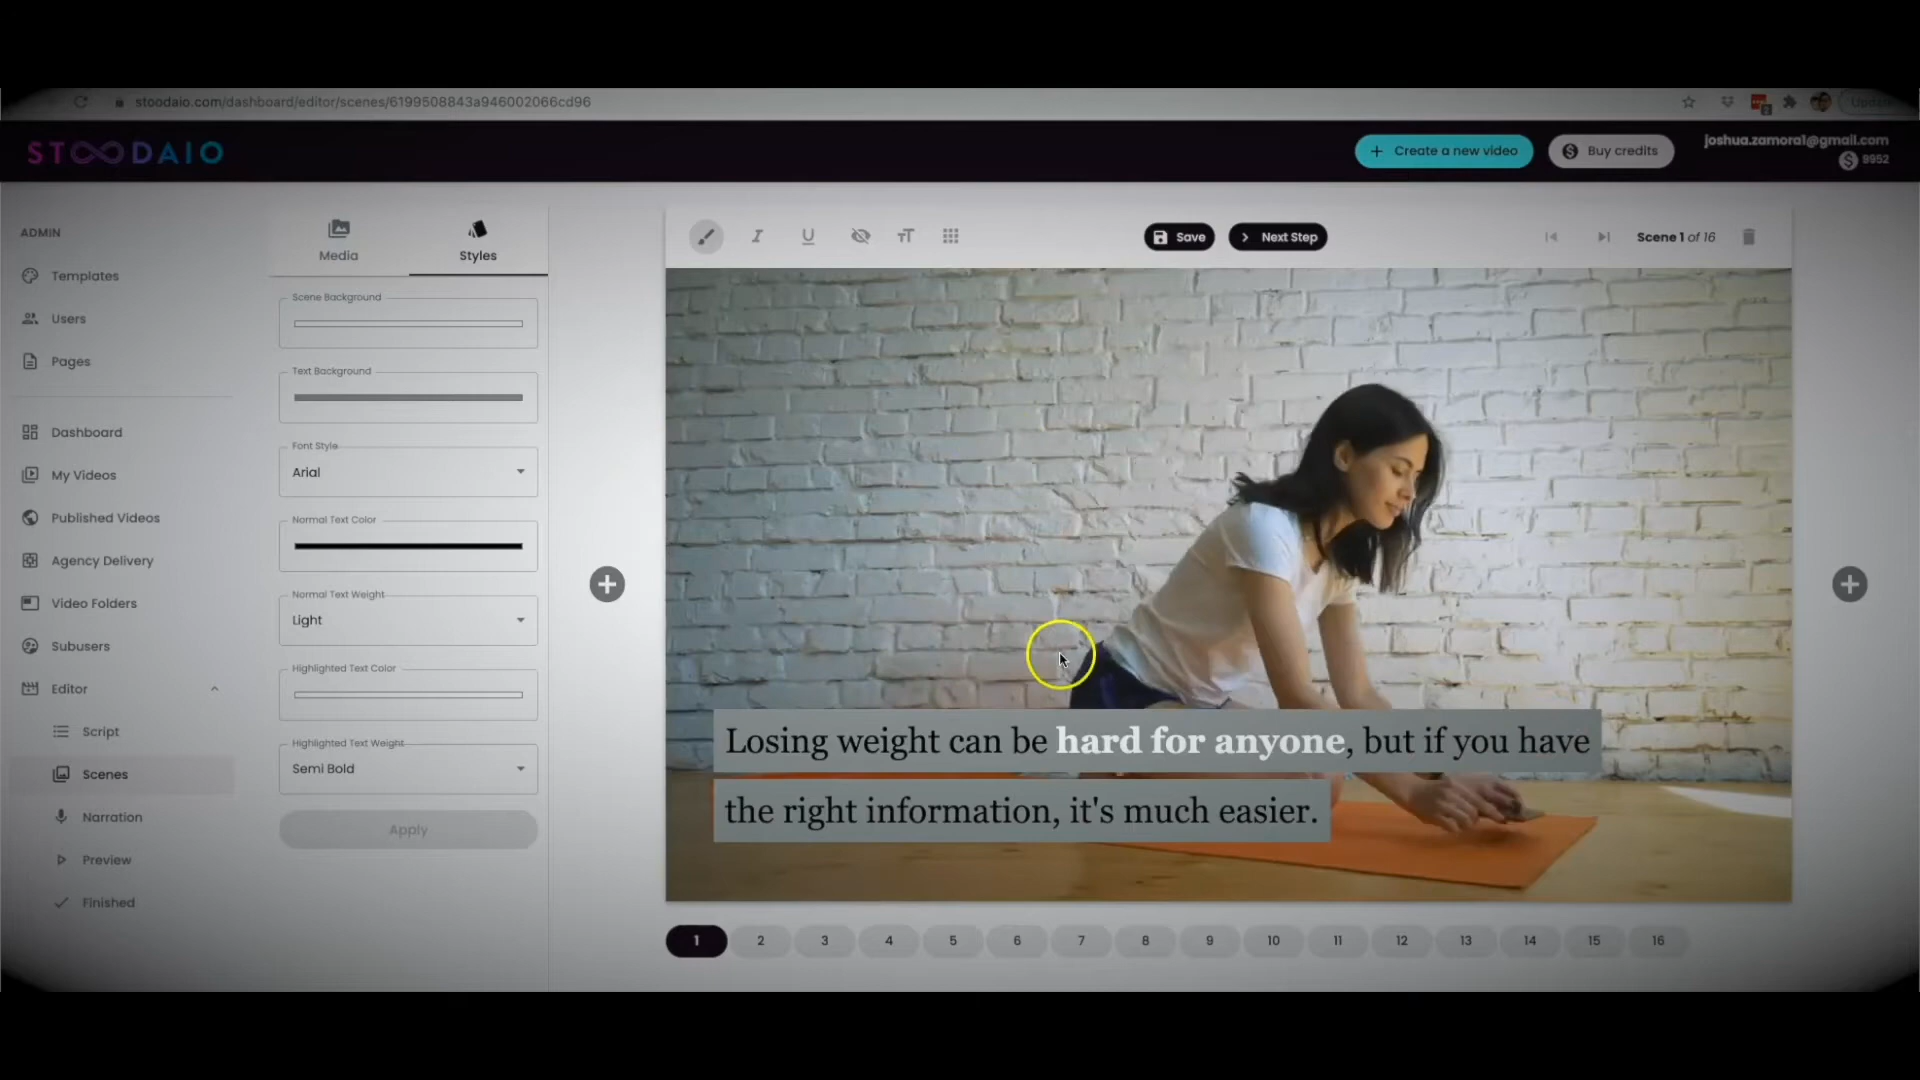 stoodaio.com/dashboard/editor/scenes/6199508843a946002066cd96
STOODAIO
+ Create a new video
Buy credits
joshua.zamora1@gmail.com
9952
ADMIN
Templates
Users
Pages
Dashboard
My Videos
Published Videos
Agency Delivery
Video Folders
Subusers
Editor
Script
Scenes
Narration
Preview
Finished
Media
Styles
Scene Background
Text Background
Font Style
Arial
Normal Text Color
Normal Text Weight
Light
Highlighted Text Color
Highlighted Text Weight
Semi Bold
Apply
Save
Next Step
Scene 1 of 16
Losing weight can be hard for anyone, but if you have
the right information, it's much easier.
1 2 3 4 5 6 7 8 9 10 11 12 13 14 15 16